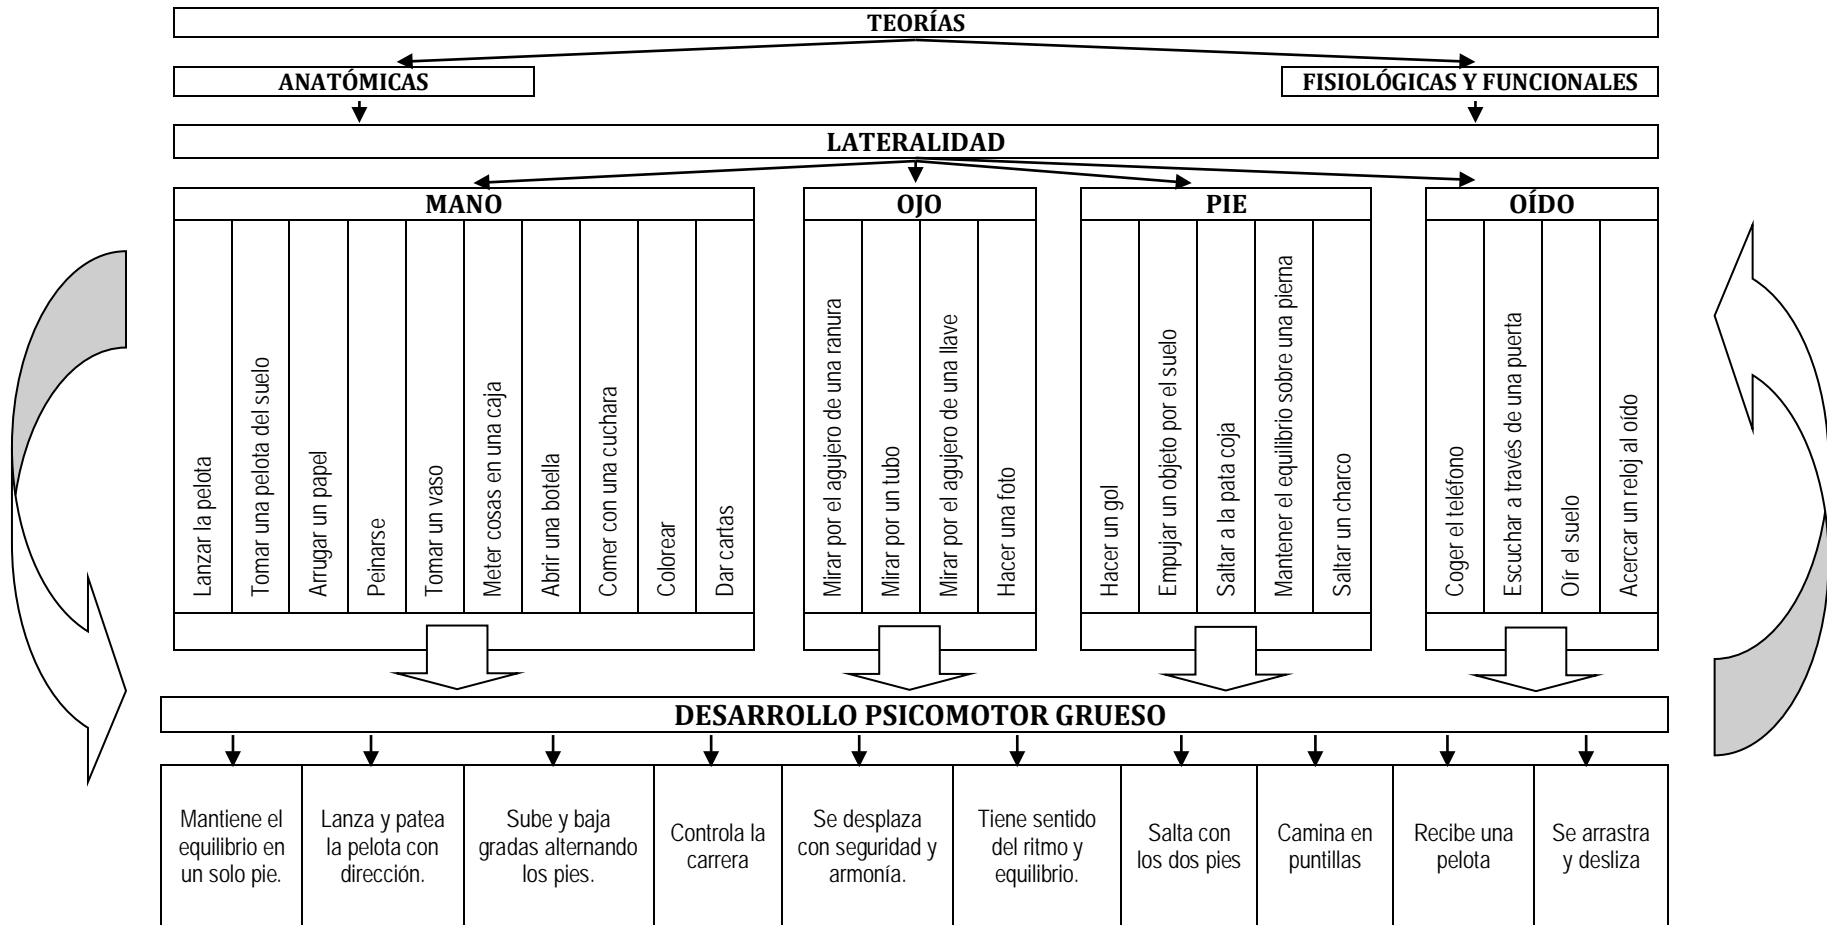 TEORÍAS
ANATÓMICAS
FISIOLÓGICAS Y FUNCIONALES
LATERALIDAD
MANO
OJO
PIE
OÍDO
Lanzar la pelota
Tomar una pelota del suelo
Arrugar un papel
Peinarse
Tomar un vaso
Meter cosas en una caja
Abrir una botella
Comer con una cuchara
Colorear
Dar cartas
Mirar por el agujero de una ranura
Mirar por un tubo
Mirar por el agujero de una llave
Hacer una foto
Hacer un gol
Empujar un objeto por el suelo
Saltar a la pata coja
Mantener el equilibrio sobre una pierna
Saltar un charco
Coger el teléfono
Escuchar a través de una puerta
Oír el suelo
Acercar un reloj al oído
DESARROLLO PSICOMOTOR GRUESO
Mantiene el
equilibrio en
un solo pie.
Lanza y patea
la pelota con
dirección.
Sube y baja
gradas alternando
los pies.
Controla la
carrera
Se desplaza
con seguridad y
armonía.
Tiene sentido
del ritmo y
equilibrio.
Salta con
los dos pies
Camina en
puntillas
Recibe una
pelota
Se arrastra
y desliza